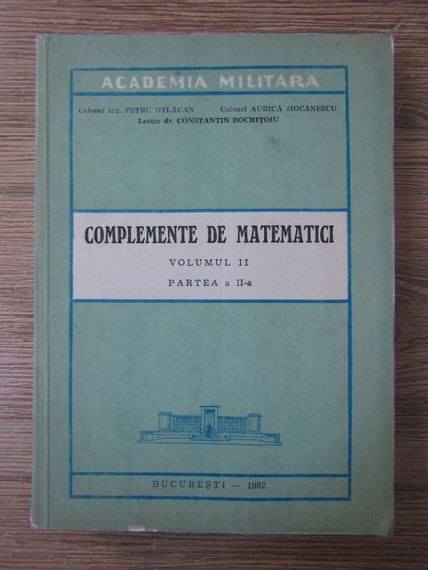 ACADEMIA MILITARĂ
Colonel ing. PETRU OTLĂCAN Colonel AURICĂ MOCĂNESCU
Lector dr. CONSTANTIN DOCHIȚOIU
COMPLEMENTE DE MATEMATICI
VOLUMUL II
PARTEA a II-a
BUCUREȘTI — 1982